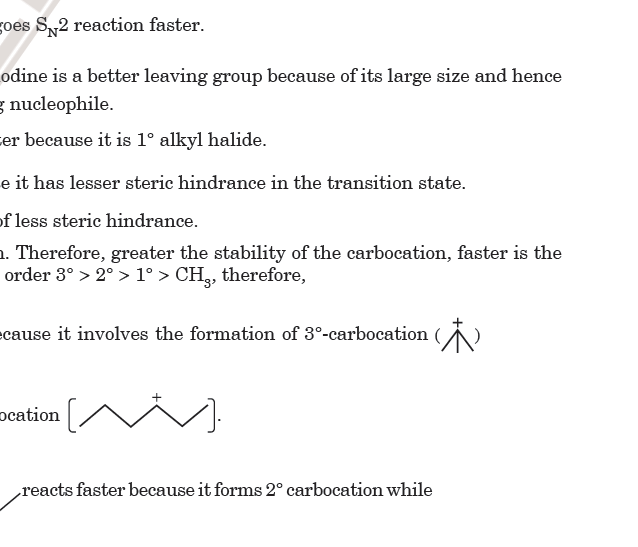 goes SN2 reaction faster.
odine is a better leaving group because of its large size and hence
g nucleophile.
ter because it is 1° alkyl halide.
e it has lesser steric hindrance in the transition state.
of less steric hindrance.
n. Therefore, greater the stability of the carbocation, faster is the
order 3° > 2° > 1° > CH3, therefore,
ecause it involves the formation of 3°-carbocation ( + )
ocation [ + ].
reacts faster because it forms 2° carbocation while